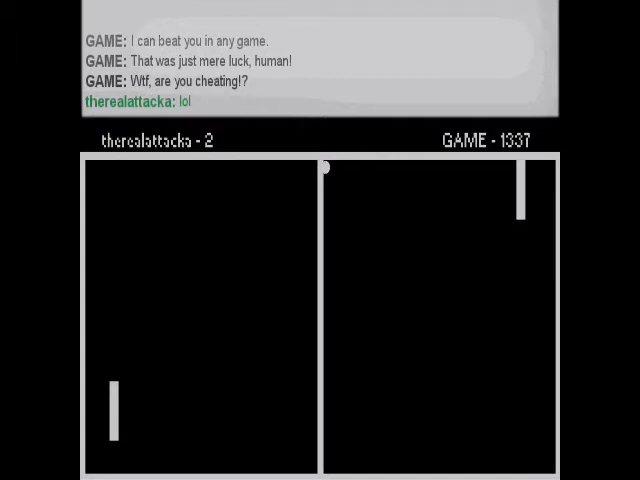 GAME: I can beat you in any game.
GAME: That was just mere luck, human!
GAME: Wtf, are you cheating!?
therealattacka: lol
therealattacka - 2 GAME - 1337